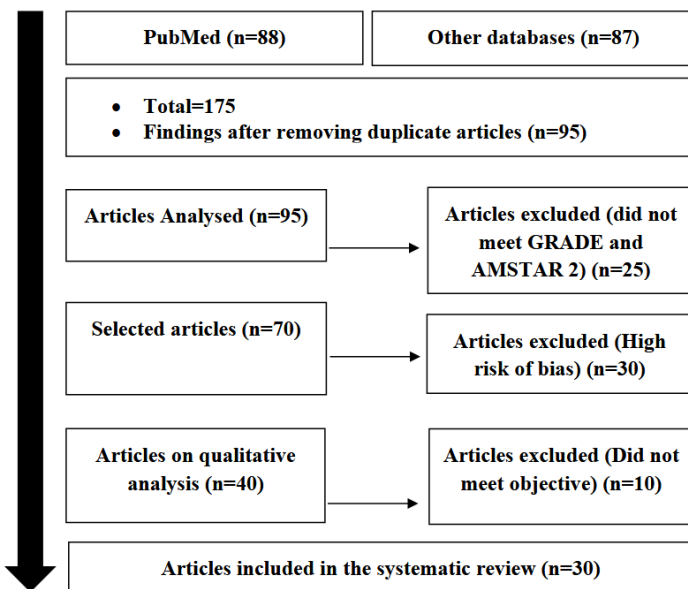 PubMed (n=88)
Other databases (n=87)
• Total=175
• Findings after removing duplicate articles (n=95)
Articles Analysed (n=95)
Articles excluded (did not
meet GRADE and
AMSTAR 2) (n=25)
Selected articles (n=70)
Articles excluded (High
risk of bias) (n=30)
Articles on qualitative
analysis (n=40)
Articles excluded (Did not
meet objective) (n=10)
Articles included in the systematic review (n=30)